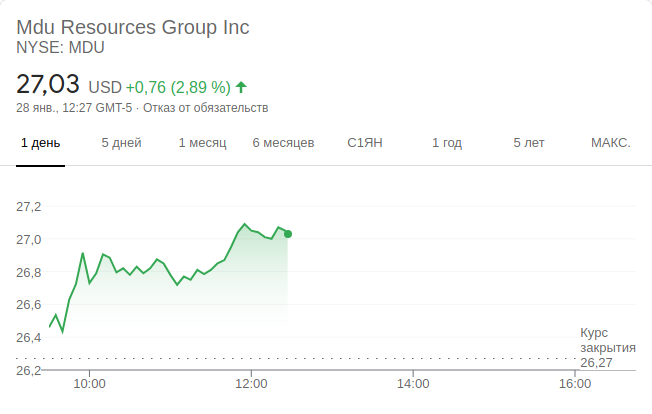 Mdu Resources Group Inc
NYSE: MDU
27,03 USD +0,76 (2,89 %)
28 янв., 12:27 GMT-5 · Отказ от обязательств
1 день 5 дней 1 месяц 6 месяцев С1ЯН 1 год 5 лет МАКС.
27,2
27,0
26,8
26,6
26,4
26,2
Курс
закрытия
26,27
10:00 12:00 14:00 16:00